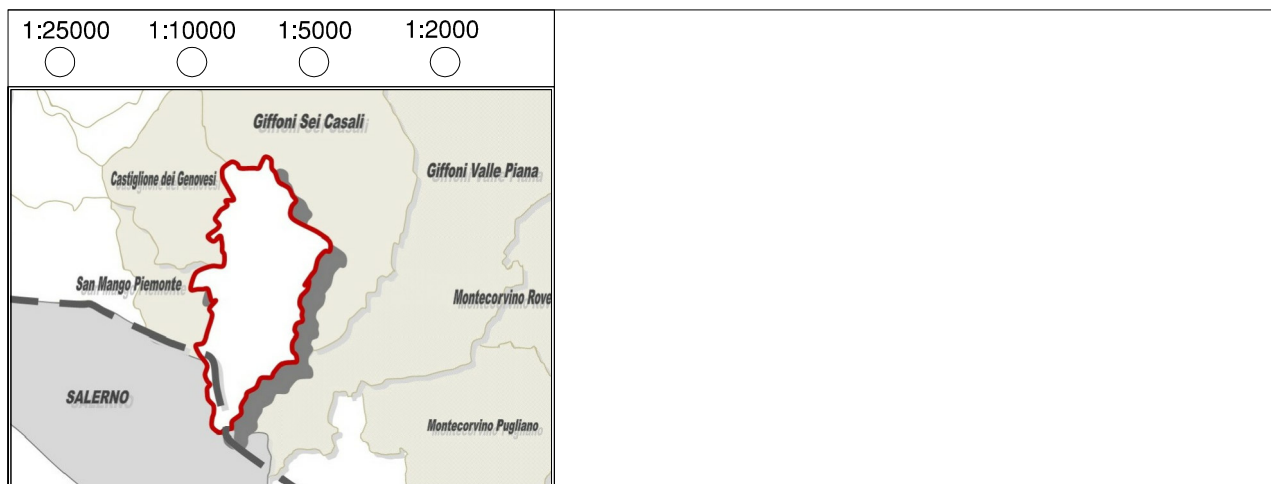 1:25000 1:10000 1:5000 1:2000
Giffoni Sei Casali
Castiglione dei Genovesi
Giffoni Valle Piana
San Mango Piemonte
Montecorvino Rove
SALERNO
Montecorvino Pugliano